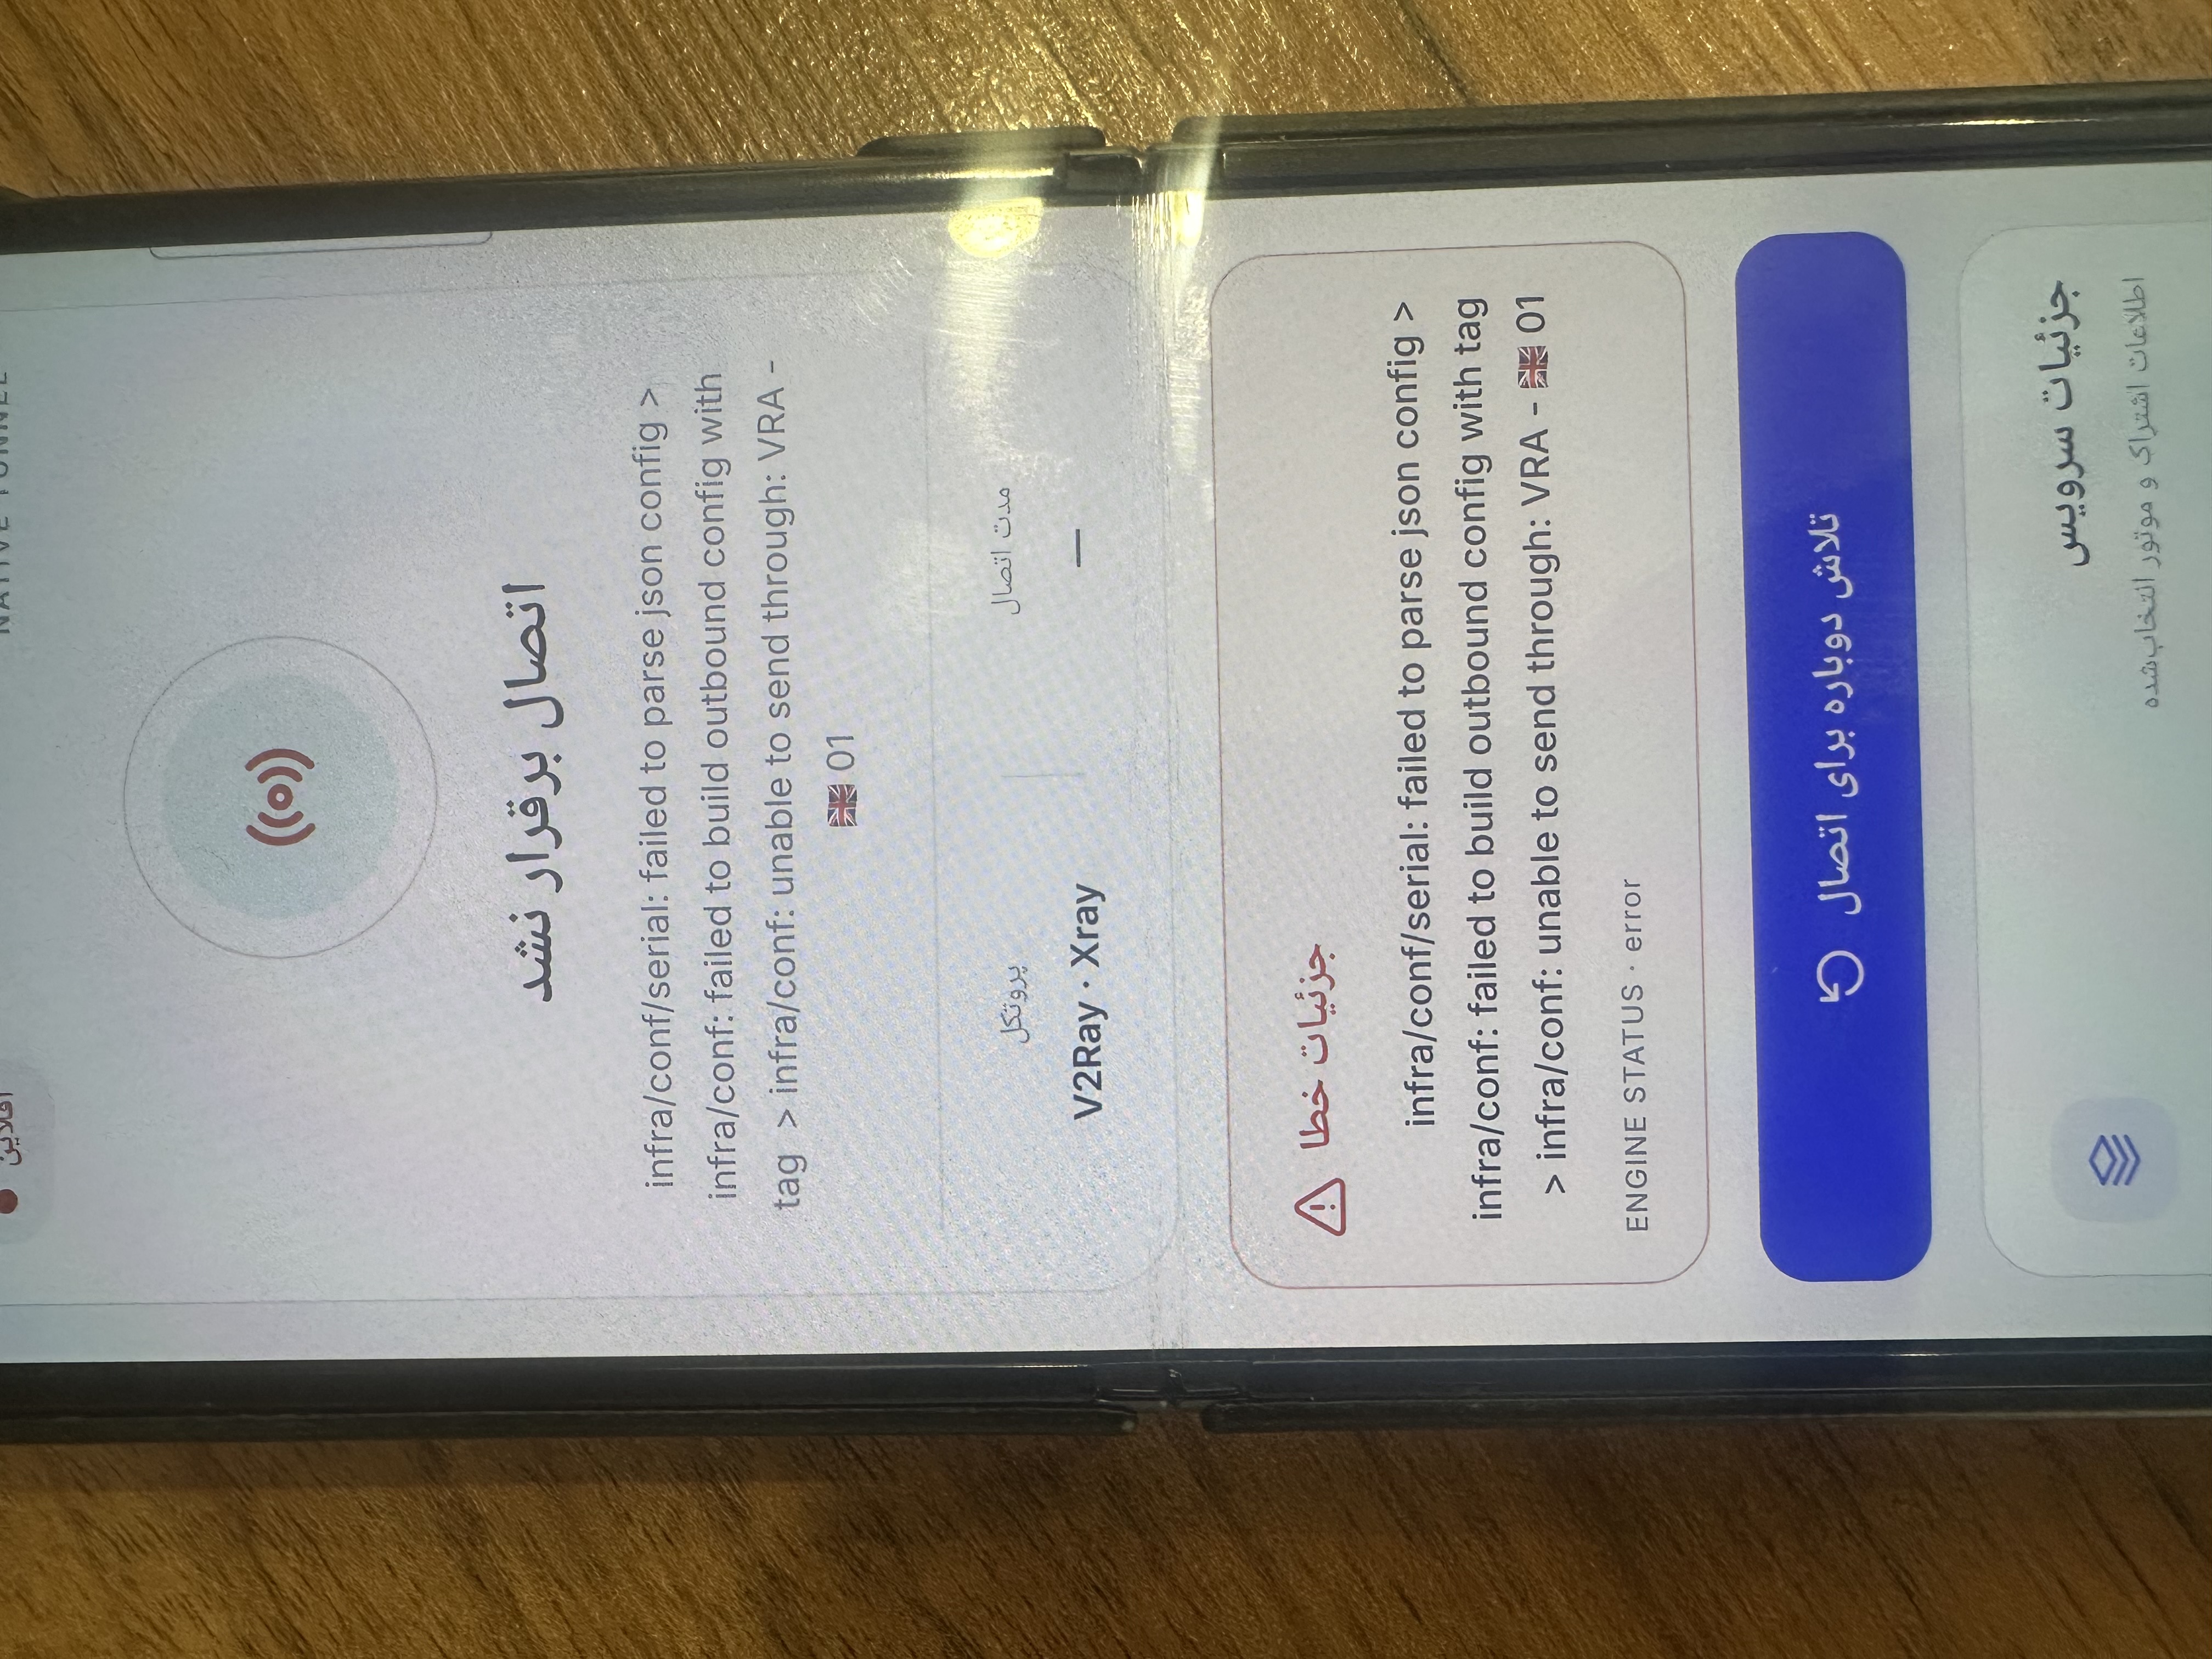 NATIVE TUNNEL
آفلاین
اتصال برقرار نشد
infra/conf/serial: failed to parse json config >
infra/conf: failed to build outbound config with
tag > infra/conf: unable to send through: VRA -
🇬🇧 01
مدت اتصال
—
پروتکل
V2Ray · Xray
جزئیات خطا
infra/conf/serial: failed to parse json config >
infra/conf: failed to build outbound config with tag
> infra/conf: unable to send through: VRA - 🇬🇧 01
ENGINE STATUS · error
تلاش دوباره برای اتصال
جزئیات سرویس
اطلاعات اشتراک و موتور انتخاب‌شده